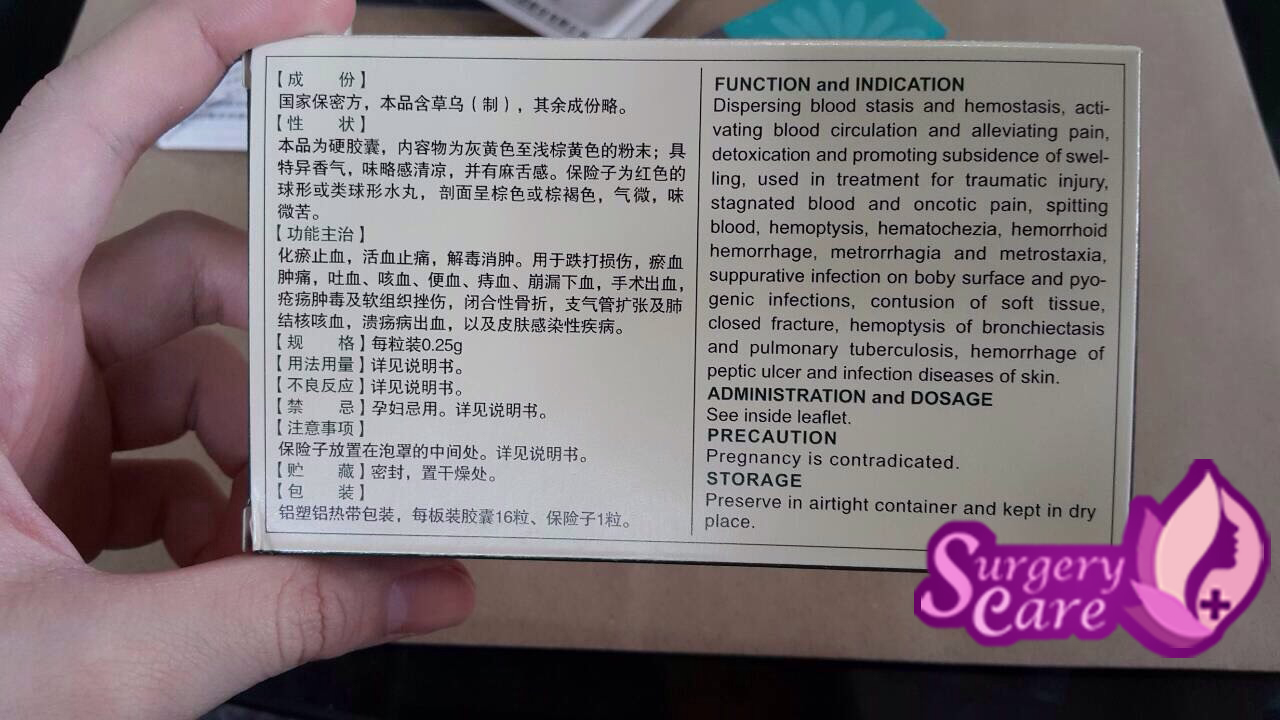 【成　　份】
国家保密方，本品含草乌（制），其余成份略。
【性　　状】
本品为硬胶囊，内容物为灰黄色至浅棕黄色的粉末；具
特异香气，味略感清凉，并有麻舌感。保险子为红色的
球形或类球形水丸，剖面呈棕色或棕褐色，气微，味
微苦。
【功能主治】
化瘀止血，活血止痛，解毒消肿。用于跌打损伤，瘀血
肿痛，吐血、咳血、便血、痔血、崩漏下血，手术出血，
疮疡肿毒及软组织挫伤，闭合性骨折，支气管扩张及肺
结核咳血，溃疡病出血，以及皮肤感染性疾病。
【规　　格】每粒装0.25g
【用法用量】详见说明书。
【不良反应】详见说明书。
【禁　　忌】孕妇忌用。详见说明书。
【注意事项】
保险子放置在泡罩的中间处。详见说明书。
【贮　　藏】密封，置干燥处。
【包　　装】
铝塑铝热带包装，每板装胶囊16粒、保险子1粒。
FUNCTION and INDICATION
Dispersing blood stasis and hemostasis, acti-
vating blood circulation and alleviating pain,
detoxication and promoting subsidence of swel-
ling, used in treatment for traumatic injury,
stagnated blood and oncotic pain, spitting
blood, hemoptysis, hematochezia, hemorrhoid
hemorrhage, metrorrhagia and metrostaxia,
suppurative infection on boby surface and pyo-
genic infections, contusion of soft tissue,
closed fracture, hemoptysis of bronchiectasis
and pulmonary tuberculosis, hemorrhage of
peptic ulcer and infection diseases of skin.
ADMINISTRATION and DOSAGE
See inside leaflet.
PRECAUTION
Pregnancy is contradicated.
STORAGE
Preserve in airtight container and kept in dry
place.
Surgery
Care